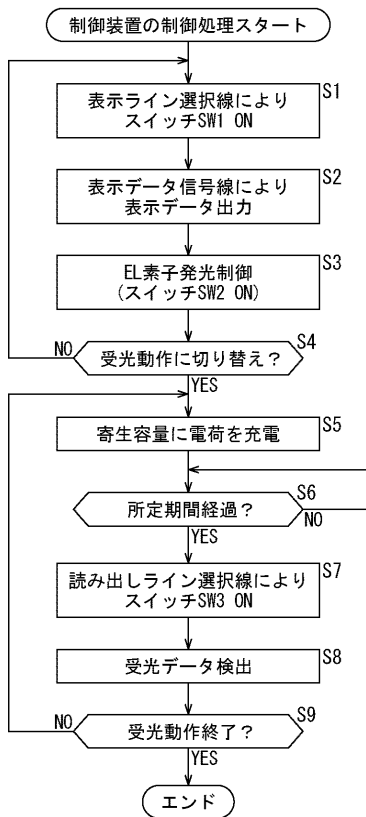 制御装置の制御処理スタート
表示ライン選択線により
スイッチSW1 ON
S1
表示データ信号線により
表示データ出力
S2
EL素子発光制御
(スイッチSW2 ON)
S3
受光動作に切り替え?
S4
NO
YES
寄生容量に電荷を充電
S5
所定期間経過?
S6
NO
YES
読み出しライン選択線により
スイッチSW3 ON
S7
受光データ検出
S8
受光動作終了?
S9
NO
YES
エンド